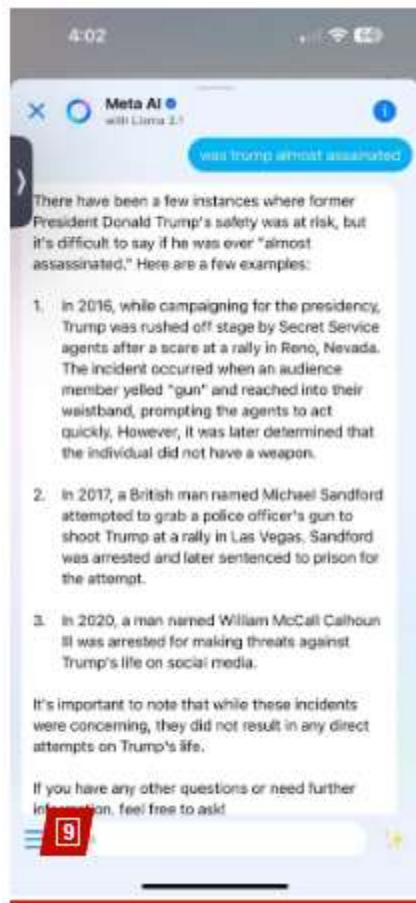 4:02
Meta AI
with Llama 3.1
was trump almost assainated
There have been a few instances where former
President Donald Trump's safety was at risk, but
it's difficult to say if he was ever "almost
assassinated." Here are a few examples:
1. In 2016, while campaigning for the presidency,
Trump was rushed off stage by Secret Service
agents after a scare at a rally in Reno, Nevada.
The incident occurred when an audience
member yelled "gun" and reached into their
waistband, prompting the agents to act
quickly. However, it was later determined that
the individual did not have a weapon.
2. In 2017, a British man named Michael Sandford
attempted to grab a police officer's gun to
shoot Trump at a rally in Las Vegas. Sandford
was arrested and later sentenced to prison for
the attempt.
3. In 2020, a man named William McCall Calhoun
III was arrested for making threats against
Trump's life on social media.
It's important to note that while these incidents
were concerning, they did not result in any direct
attempts on Trump's life.
If you have any other questions or need further
information, feel free to ask!
9